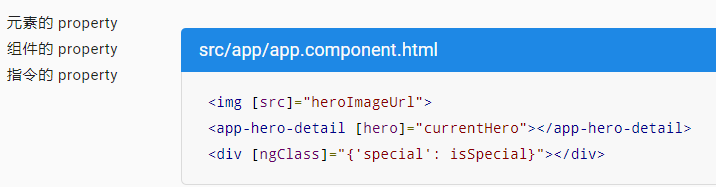 元素的 property
组件的 property
指令的 property
src/app/app.component.html
<img [src]="heroImageUrl">
<app-hero-detail [hero]="currentHero"></app-hero-detail>
<div [ngClass]="{'special': isSpecial}"></div>